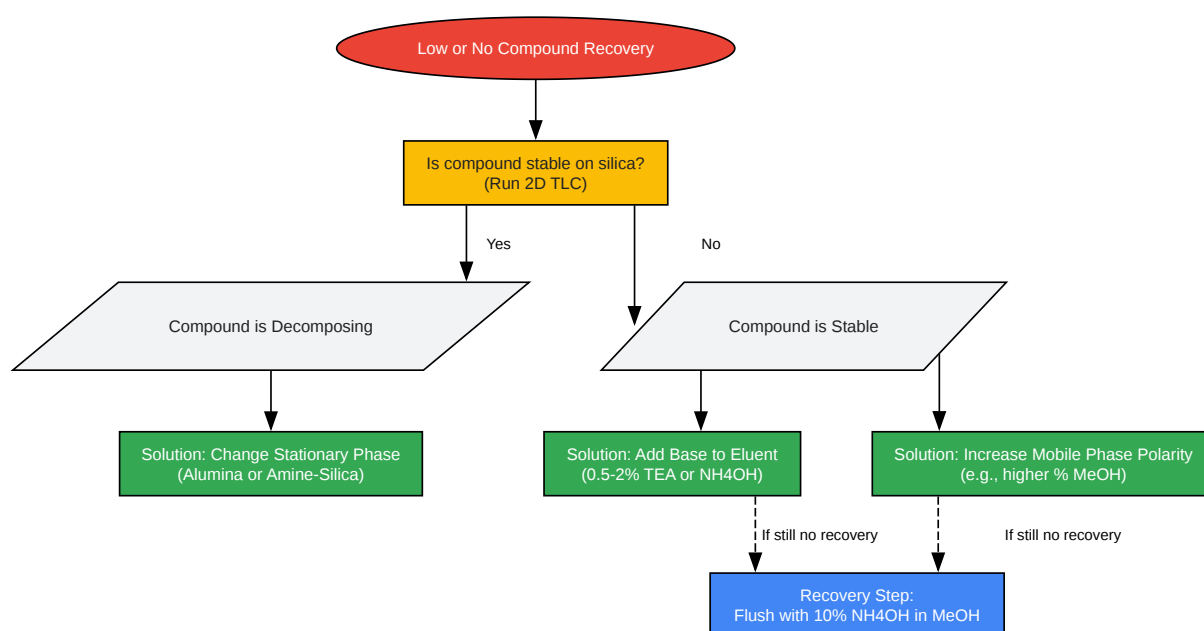 Low or No Compound Recovery
Is compound stable on silica?
(Run 2D TLC)
Yes
No
Compound is Decomposing
Compound is Stable
Solution: Change Stationary Phase
(Alumina or Amine-Silica)
Solution: Add Base to Eluent
(0.5-2% TEA or NH4OH)
Solution: Increase Mobile Phase Polarity
(e.g., higher % MeOH)
If still no recovery
If still no recovery
Recovery Step:
Flush with 10% NH4OH in MeOH